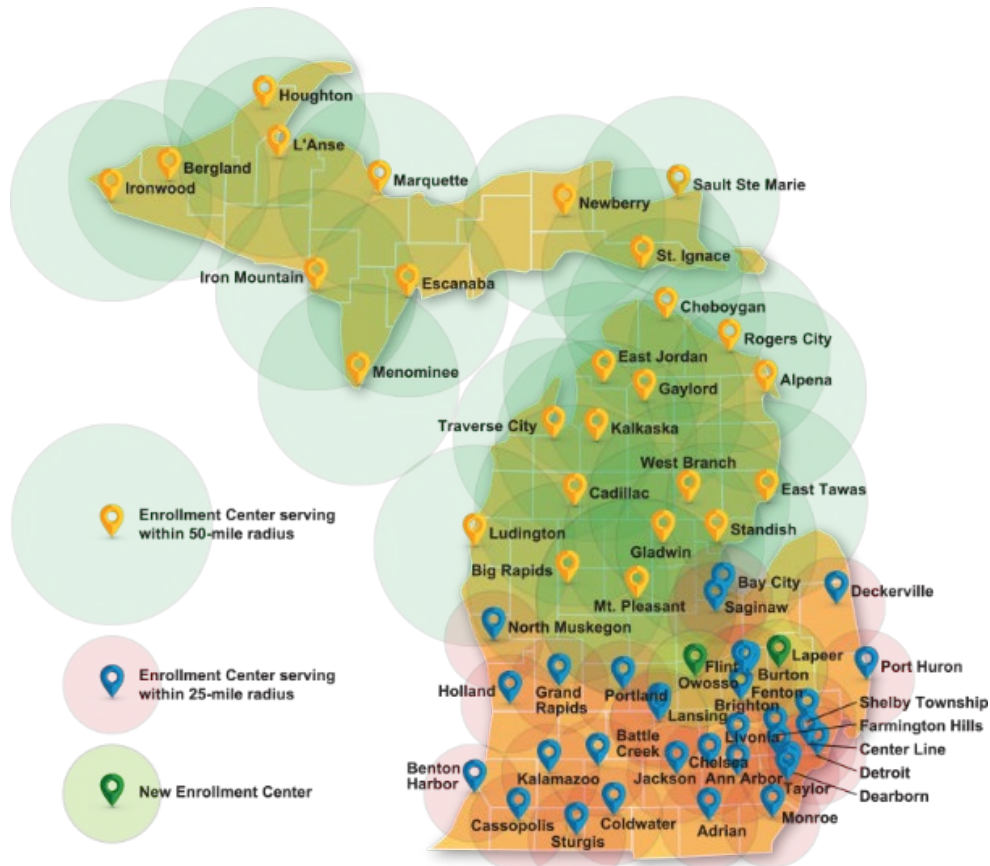 Houghton
L'Anse
Bergland
Marquette
Sault Ste Marie
Ironwood
Newberry
St. Ignace
Iron Mountain
Escanaba
Cheboygan
Rogers City
East Jordan
Menominee
Alpena
Gaylord
Traverse City
Kalkaska
West Branch
Cadillac
East Tawas
Enrollment Center serving
within 50-mile radius
Ludington
Standish
Gladwin
Big Rapids
Bay City
Deckerville
Mt. Pleasant
Saginaw
North Muskegon
Lapeer
Flint
Port Huron
Enrollment Center serving
within 25-mile radius
Burton
Owosso
Holland
Grand
Rapids
Portland
Fenton
Shelby Township
Brighton
Lansing
Farmington Hills
Livonia
Battle
Creek
Center Line
Chelsea
Benton
Harbor
Kalamazoo
Jackson
Ann Arbor
Detroit
Taylor
New Enrollment Center
Dearborn
Cassopolis
Sturgis
Coldwater
Adrian
Monroe